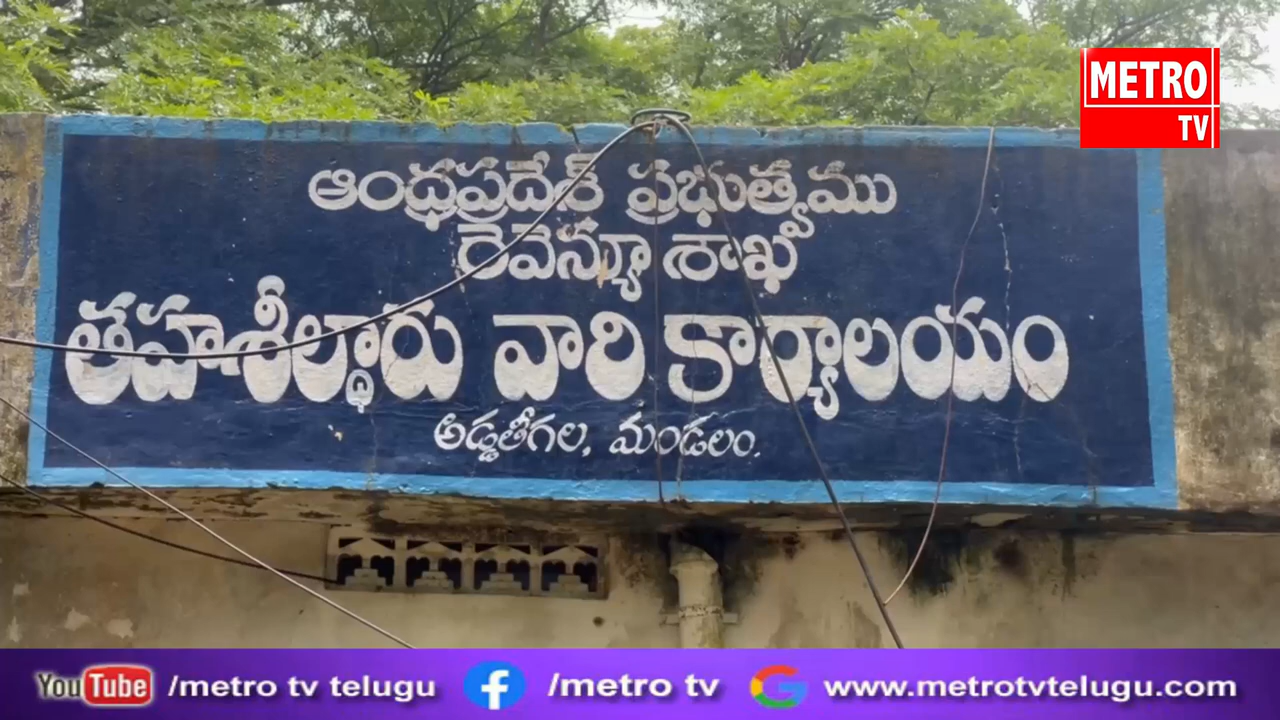 METRO
TV
ఆంధ్రప్రదేశ్ ప్రభుత్వము
రెవెన్యూ శాఖ
తహశీల్ధారు వారి కార్యాలయం
అడ్డతీగల, మండలం.
YouTube /metro tv telugu f /metro tv G www.metrotvtelugu.com